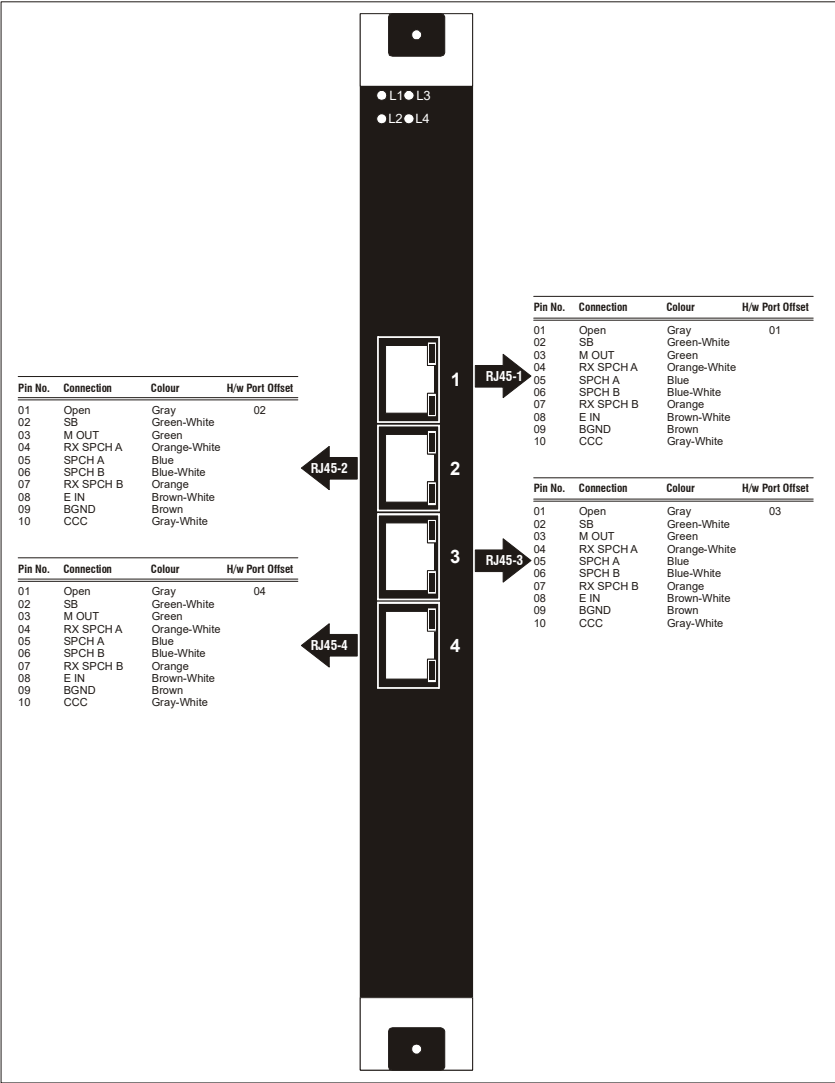 L1 L3
L2 L4
1
2
3
4
RJ45-1
Pin No. Connection Colour H/w Port Offset
01 Open Gray 01
02 SB Green-White
03 M OUT Green
04 RX SPCH A Orange-White
05 SPCH A Blue
06 SPCH B Blue-White
07 RX SPCH B Orange
08 E IN Brown-White
09 BGND Brown
10 CCC Gray-White
RJ45-2
Pin No. Connection Colour H/w Port Offset
01 Open Gray 02
02 SB Green-White
03 M OUT Green
04 RX SPCH A Orange-White
05 SPCH A Blue
06 SPCH B Blue-White
07 RX SPCH B Orange
08 E IN Brown-White
09 BGND Brown
10 CCC Gray-White
RJ45-3
Pin No. Connection Colour H/w Port Offset
01 Open Gray 03
02 SB Green-White
03 M OUT Green
04 RX SPCH A Orange-White
05 SPCH A Blue
06 SPCH B Blue-White
07 RX SPCH B Orange
08 E IN Brown-White
09 BGND Brown
10 CCC Gray-White
RJ45-4
Pin No. Connection Colour H/w Port Offset
01 Open Gray 04
02 SB Green-White
03 M OUT Green
04 RX SPCH A Orange-White
05 SPCH A Blue
06 SPCH B Blue-White
07 RX SPCH B Orange
08 E IN Brown-White
09 BGND Brown
10 CCC Gray-White